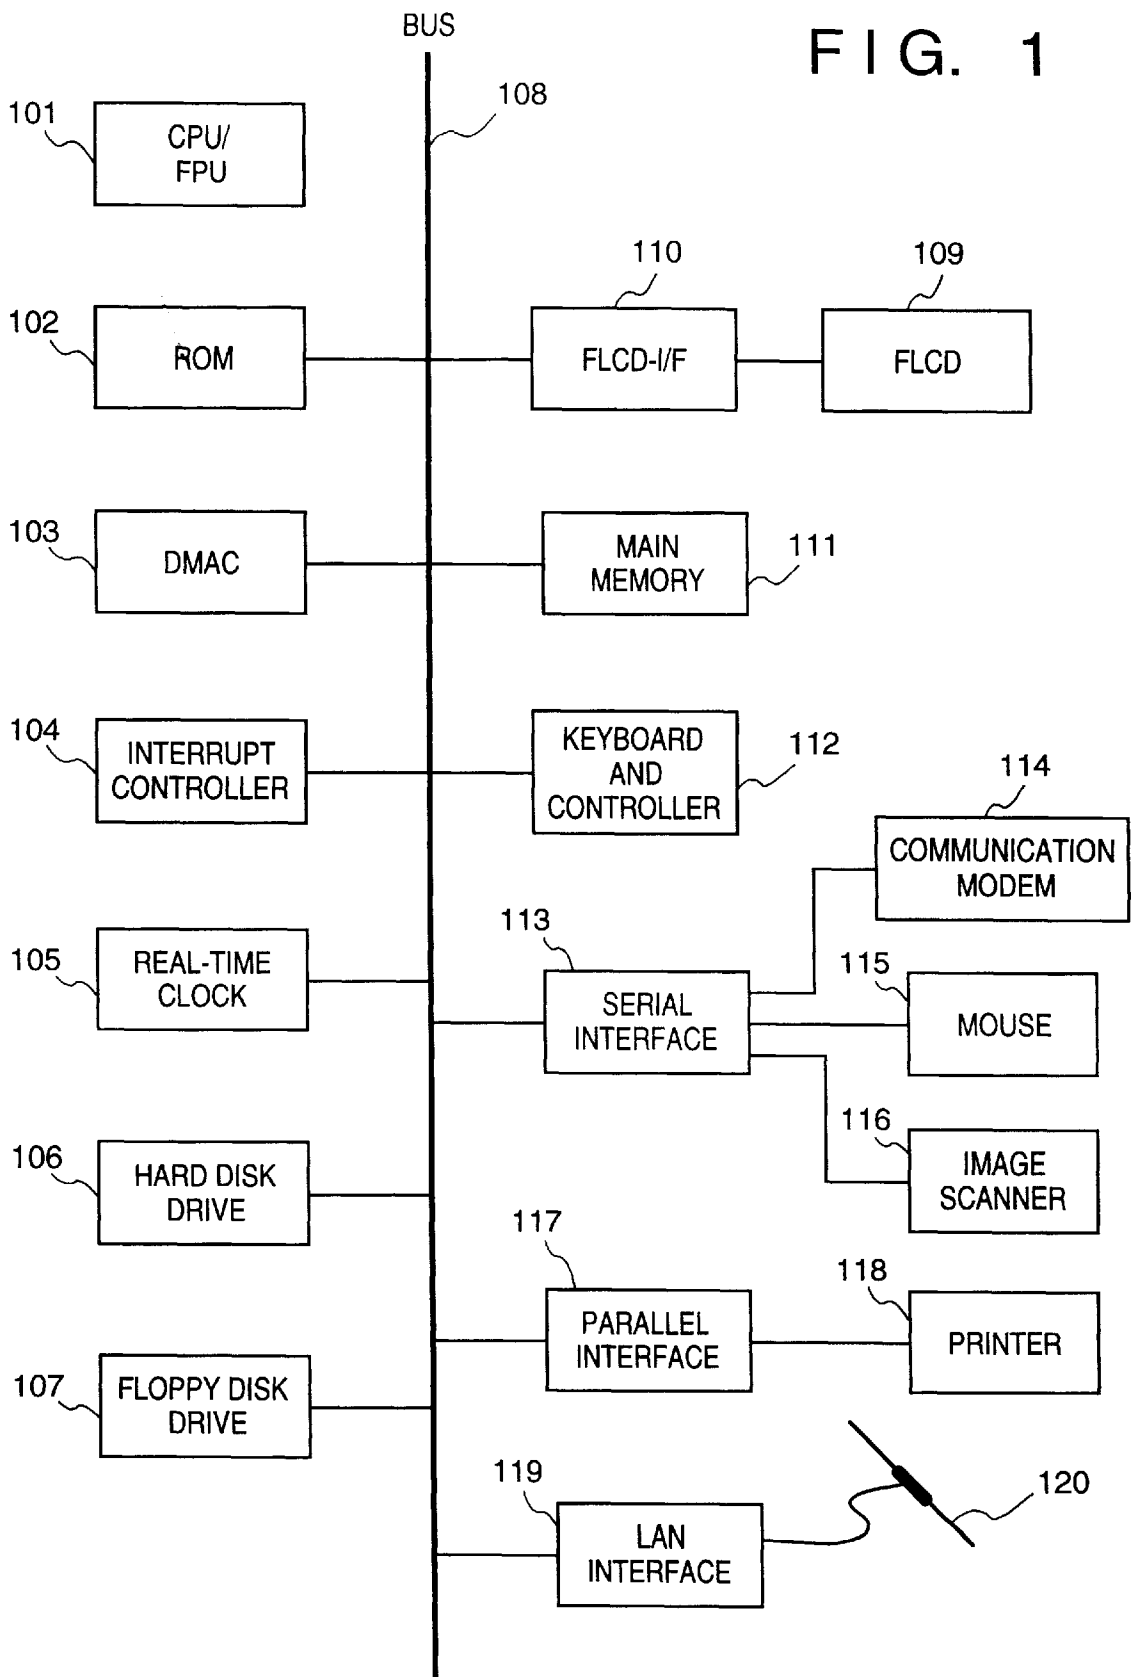 BUS
FIG. 1
101
CPU/
FPU
108
102
ROM
110
FLCD-I/F
109
FLCD
103
DMAC
MAIN
MEMORY
111
104
INTERRUPT
CONTROLLER
KEYBOARD
AND
CONTROLLER
112
114
COMMUNICATION
MODEM
105
REAL-TIME
CLOCK
113
SERIAL
INTERFACE
115
MOUSE
106
HARD DISK
DRIVE
116
IMAGE
SCANNER
117
PARALLEL
INTERFACE
118
PRINTER
107
FLOPPY DISK
DRIVE
119
LAN
INTERFACE
120